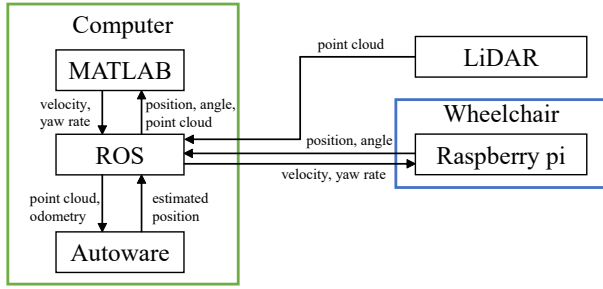 Computer
MATLAB
velocity,
yaw rate
position, angle,
point cloud
ROS
point cloud,
odometry
estimated
position
Autoware
point cloud
LiDAR
Wheelchair
position, angle
Raspberry pi
velocity, yaw rate